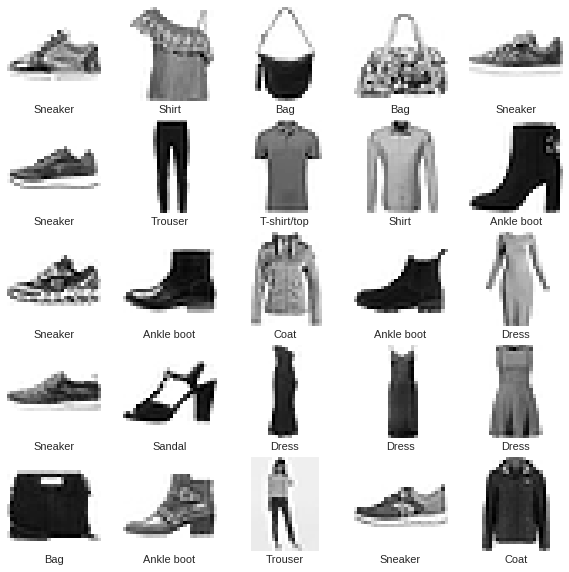 Sneaker Shirt Bag Bag Sneaker
Sneaker Trouser T-shirt/top Shirt Ankle boot
Sneaker Ankle boot Coat Ankle boot Dress
Sneaker Sandal Dress Dress Dress
Bag Ankle boot Trouser Sneaker Coat